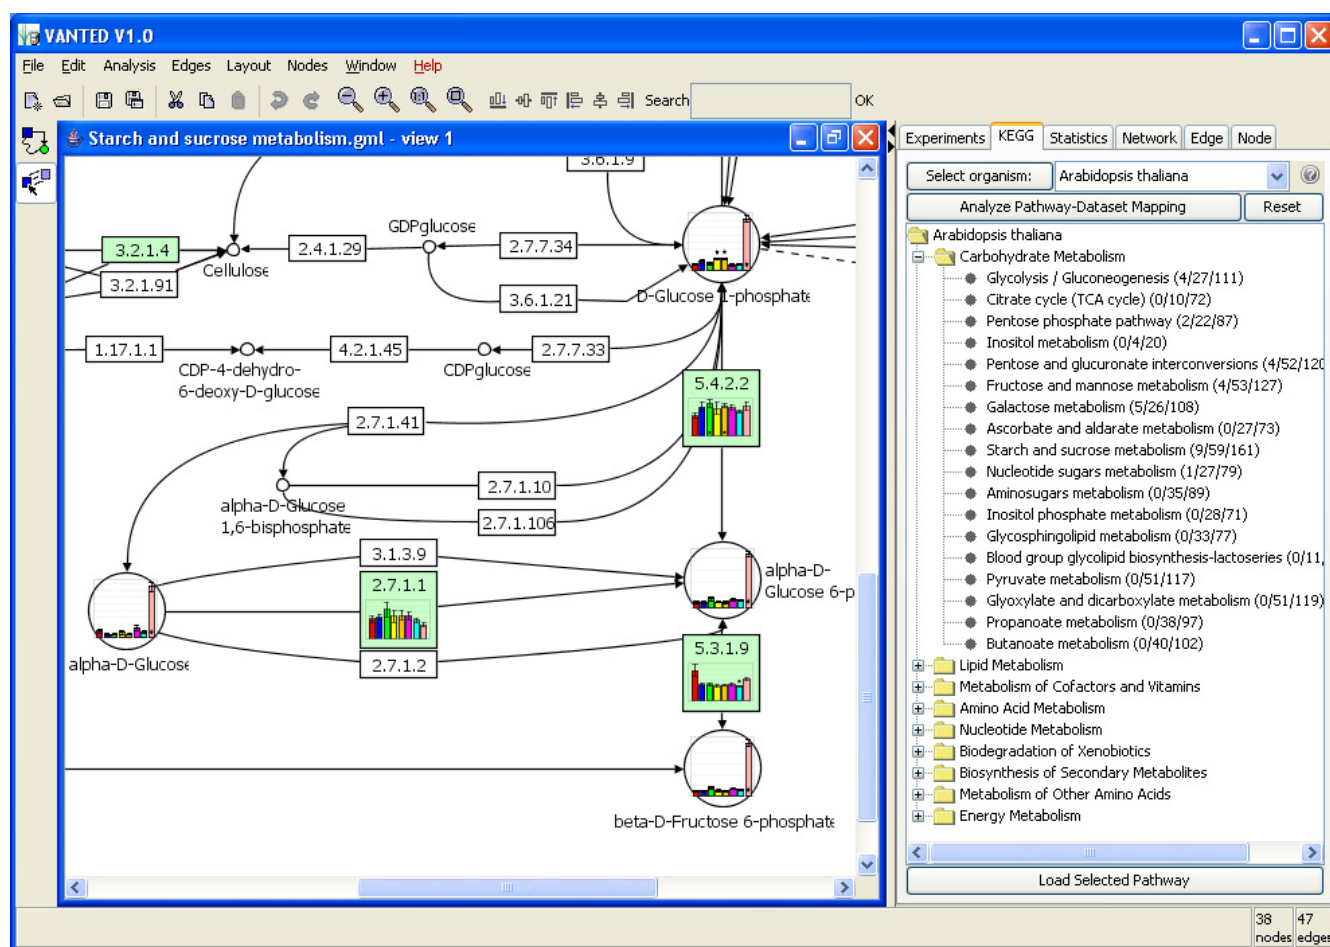 VANTED V1.0
File Edit Analysis Edges Layout Nodes Window Help
Search OK
Starch and sucrose metabolism.gml - view 1
3.6.1.9
GDPglucose
3.2.1.4
2.4.1.29
2.7.7.34
Cellulose
3.2.1.91
3.6.1.21
D-Glucose 1-phosphate
1.17.1.1
4.2.1.45
2.7.7.33
CDP-4-dehydro-
6-deoxy-D-glucose
CDPglucose
5.4.2.2
2.7.1.41
2.7.1.10
alpha-D-Glucose
1,6-bisphosphate
2.7.1.106
3.1.3.9
alpha-D-
Glucose 6-p
2.7.1.1
5.3.1.9
alpha-D-Glucose
2.7.1.2
beta-D-Fructose 6-phosphate
Experiments KEGG Statistics Network Edge Node
Select organism: Arabidopsis thaliana
Analyze Pathway-Dataset Mapping Reset
Arabidopsis thaliana
Carbohydrate Metabolism
Glycolysis / Gluconeogenesis (4/27/111)
Citrate cycle (TCA cycle) (0/10/72)
Pentose phosphate pathway (2/22/87)
Inositol metabolism (0/4/20)
Pentose and glucuronate interconversions (4/52/120
Fructose and mannose metabolism (4/53/127)
Galactose metabolism (5/26/108)
Ascorbate and aldarate metabolism (0/27/73)
Starch and sucrose metabolism (9/59/161)
Nucleotide sugars metabolism (1/27/79)
Aminosugars metabolism (0/35/89)
Inositol phosphate metabolism (0/28/71)
Glycosphingolipid metabolism (0/33/77)
Blood group glycolipid biosynthesis-lactoseries (0/11,
Pyruvate metabolism (0/51/117)
Glyoxylate and dicarboxylate metabolism (0/51/119)
Propanoate metabolism (0/38/97)
Butanoate metabolism (0/40/102)
Lipid Metabolism
Metabolism of Cofactors and Vitamins
Amino Acid Metabolism
Nucleotide Metabolism
Biodegradation of Xenobiotics
Biosynthesis of Secondary Metabolites
Metabolism of Other Amino Acids
Energy Metabolism
Load Selected Pathway
38 47
nodes edges